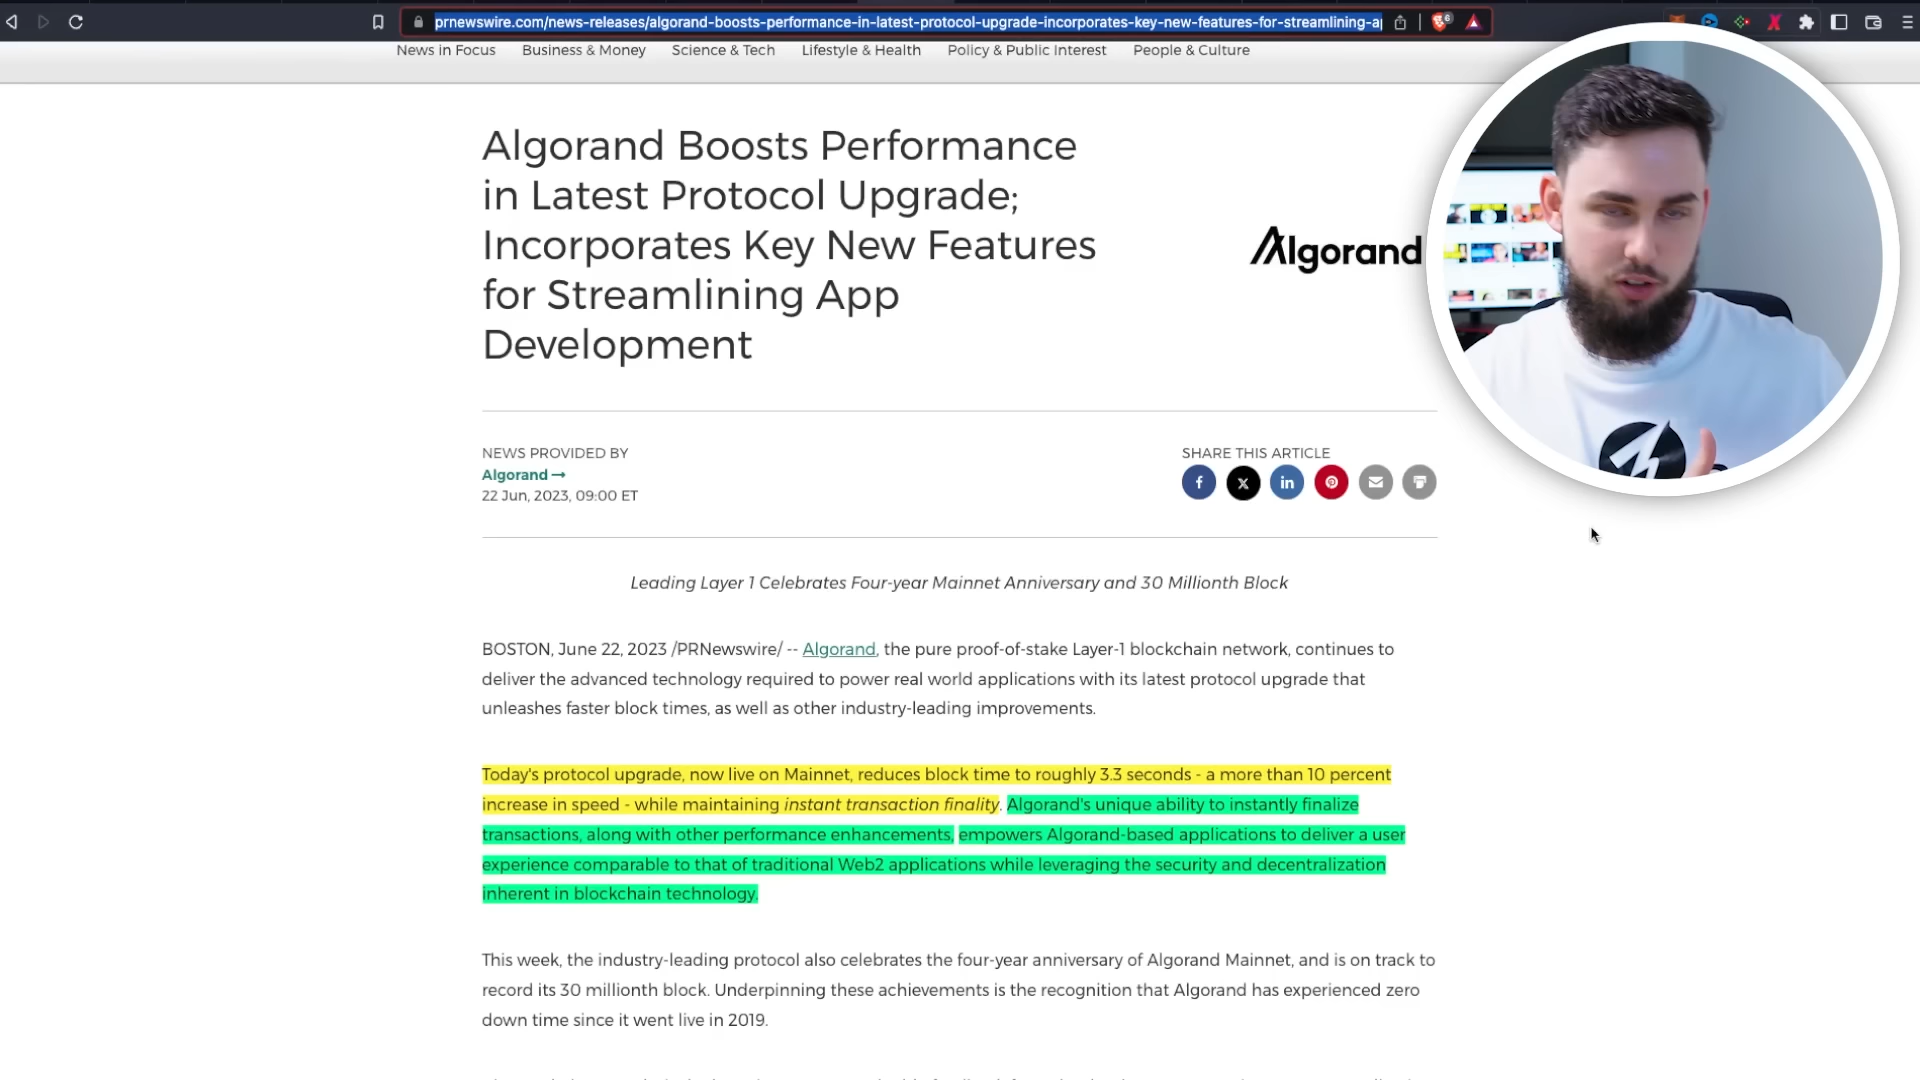 prnewswire.com/news-releases/algorand-boosts-performance-in-latest-protocol-upgrade-incorporates-key-new-features-for-streamlining-a
6
News in Focus Business & Money Science & Tech Lifestyle & Health Policy & Public Interest People & Culture
Algorand Boosts Performance
in Latest Protocol Upgrade;
Incorporates Key New Features
for Streamlining App
Development
Algorand
NEWS PROVIDED BY
Algorand →
22 Jun, 2023, 09:00 ET
SHARE THIS ARTICLE
Leading Layer 1 Celebrates Four-year Mainnet Anniversary and 30 Millionth Block
BOSTON, June 22, 2023 /PRNewswire/ -- Algorand, the pure proof-of-stake Layer-1 blockchain network, continues to
deliver the advanced technology required to power real world applications with its latest protocol upgrade that
unleashes faster block times, as well as other industry-leading improvements.
Today's protocol upgrade, now live on Mainnet, reduces block time to roughly 3.3 seconds - a more than 10 percent
increase in speed - while maintaining instant transaction finality. Algorand's unique ability to instantly finalize
transactions, along with other performance enhancements, empowers Algorand-based applications to deliver a user
experience comparable to that of traditional Web2 applications while leveraging the security and decentralization
inherent in blockchain technology.
This week, the industry-leading protocol also celebrates the four-year anniversary of Algorand Mainnet, and is on track to
record its 30 millionth block. Underpinning these achievements is the recognition that Algorand has experienced zero
down time since it went live in 2019.